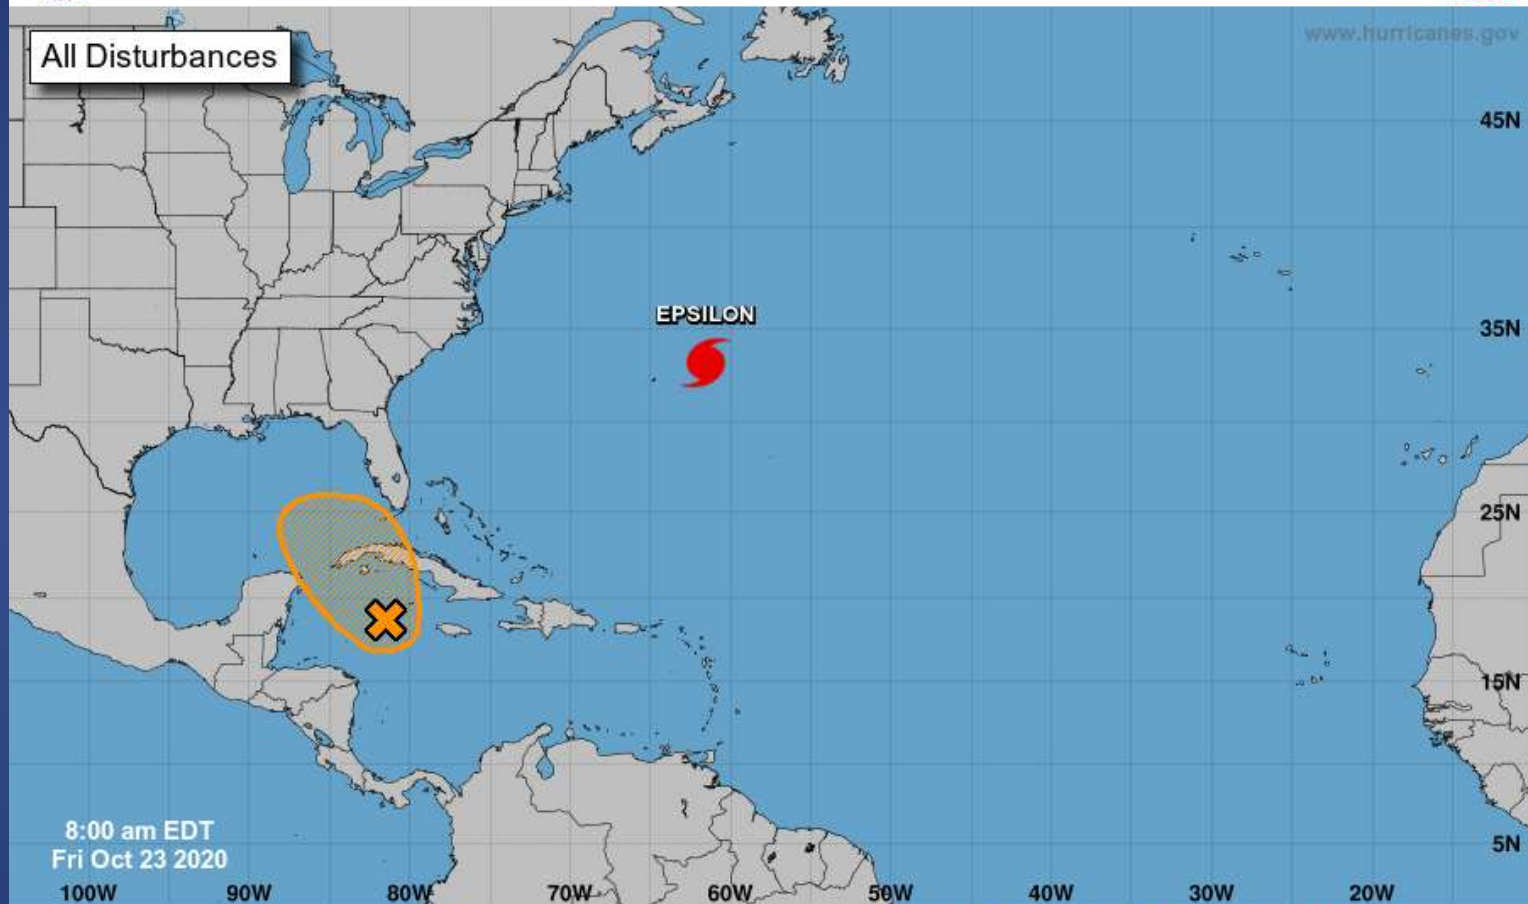 All Disturbances
www.hurricanes.gov
45N
EPSILON
35N
25N
15N
8:00 am EDT
Fri Oct 23 2020
5N
100W
90W
80W
70W
60W
50W
40W
30W
20W